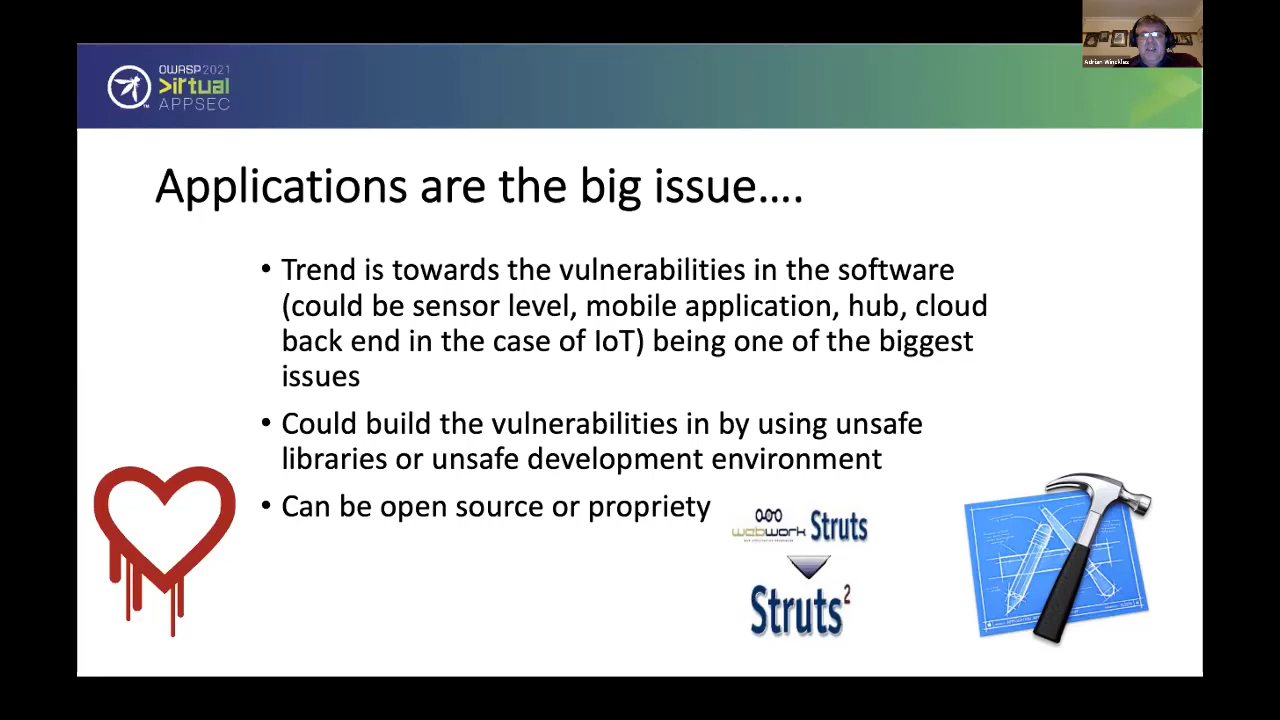 OWASP 2021
Virtual
APPSEC
Adrian Winckles
Applications are the big issue....
• Trend is towards the vulnerabilities in the software
(could be sensor level, mobile application, hub, cloud
back end in the case of IoT) being one of the biggest
issues
• Could build the vulnerabilities in by using unsafe
libraries or unsafe development environment
• Can be open source or propriety
webwork Struts
Struts²